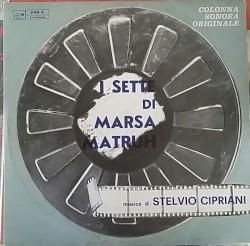 COLONNA
SONORA
ORIGINALE
I SETTE
DI
MARSA
MATRUH
musica di STELVIO CIPRIANI